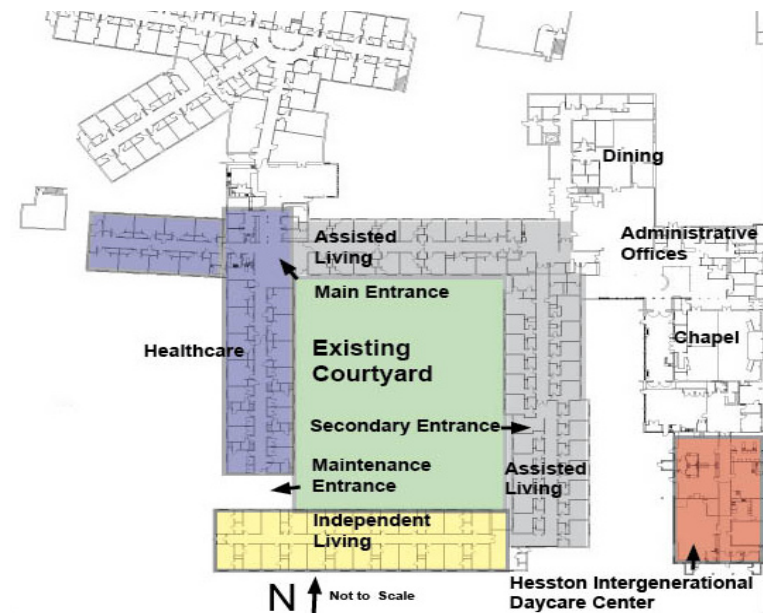 Dining
Assisted
Living
Administrative
Offices
Main Entrance
Healthcare
Existing
Courtyard
Chapel
Secondary Entrance
Maintenance
Entrance
Assisted
Living
Independent
Living
N
Not to Scale
Hesston Intergenerational
Daycare Center